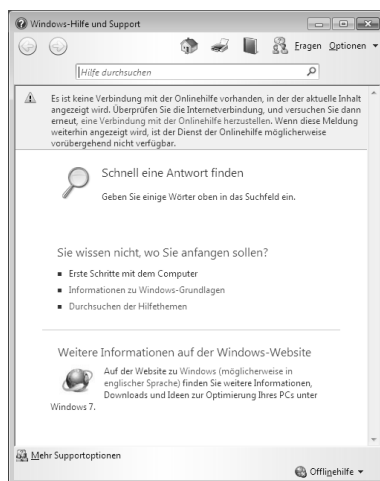 Windows-Hilfe und Support
Fragen Optionen
Hilfe durchsuchen
Es ist keine Verbindung mit der Onlinehilfe vorhanden, in der der aktuelle Inhalt
angezeigt wird. Überprüfen Sie die Internetverbindung, und versuchen Sie dann
erneut, eine Verbindung mit der Onlinehilfe herzustellen. Wenn diese Meldung
weiterhin angezeigt wird, ist der Dienst der Onlinehilfe möglicherweise
vorübergehend nicht verfügbar.
Schnell eine Antwort finden
Geben Sie einige Wörter oben in das Suchfeld ein.
Sie wissen nicht, wo Sie anfangen sollen?
Erste Schritte mit dem Computer
Informationen zu Windows-Grundlagen
Durchsuchen der Hilfethemen
Weitere Informationen auf der Windows-Website
Auf der Website zu Windows (möglicherweise in
englischer Sprache) finden Sie weitere Informationen,
Downloads und Ideen zur Optimierung Ihres PCs unter
Windows 7.
Mehr Supportoptionen
Offlinehilfe